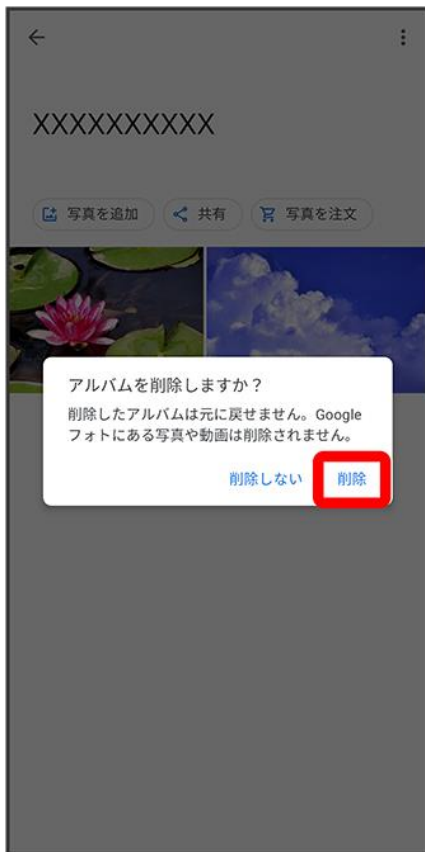 XXXXXXXXXX
写真を追加 共有 写真を注文
アルバムを削除しますか？
削除したアルバムは元に戻せません。Google
フォトにある写真や動画は削除されません。
削除しない 削除